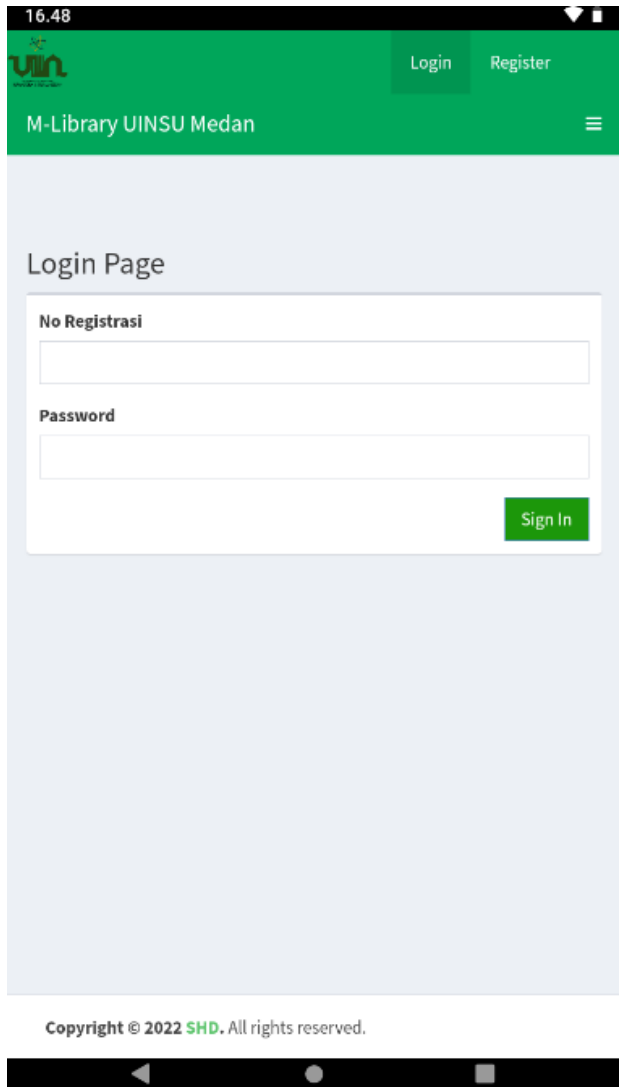 16.48
UIN
Login Register
M-Library UINSU Medan
Login Page
No Registrasi
Password
Sign In
Copyright © 2022 SHD. All rights reserved.